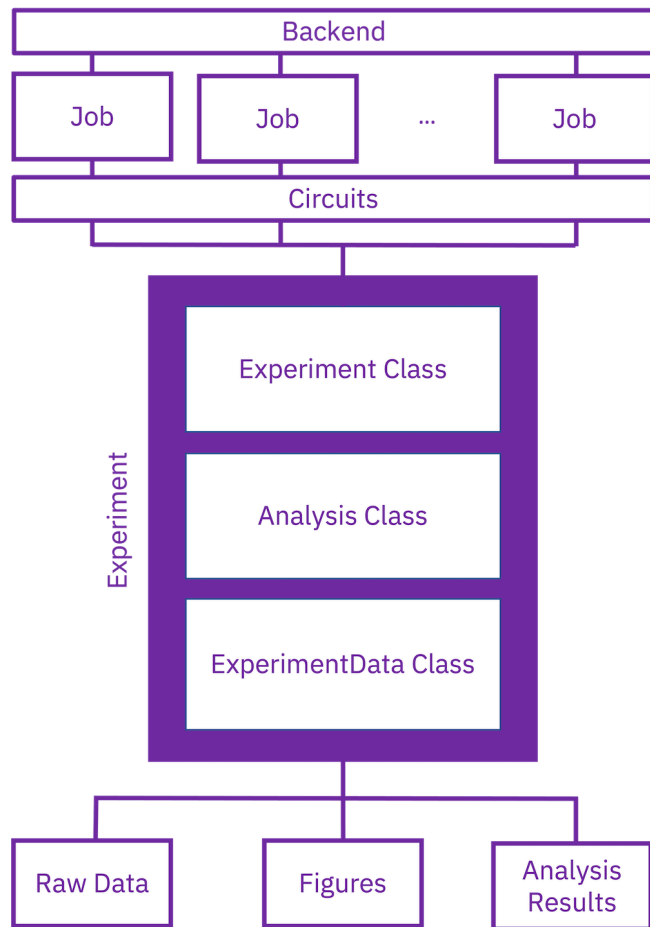 Backend
Job
Job
...
Job
Circuits
Experiment Class
Experiment
Analysis Class
ExperimentData Class
Raw Data
Figures
Analysis
Results